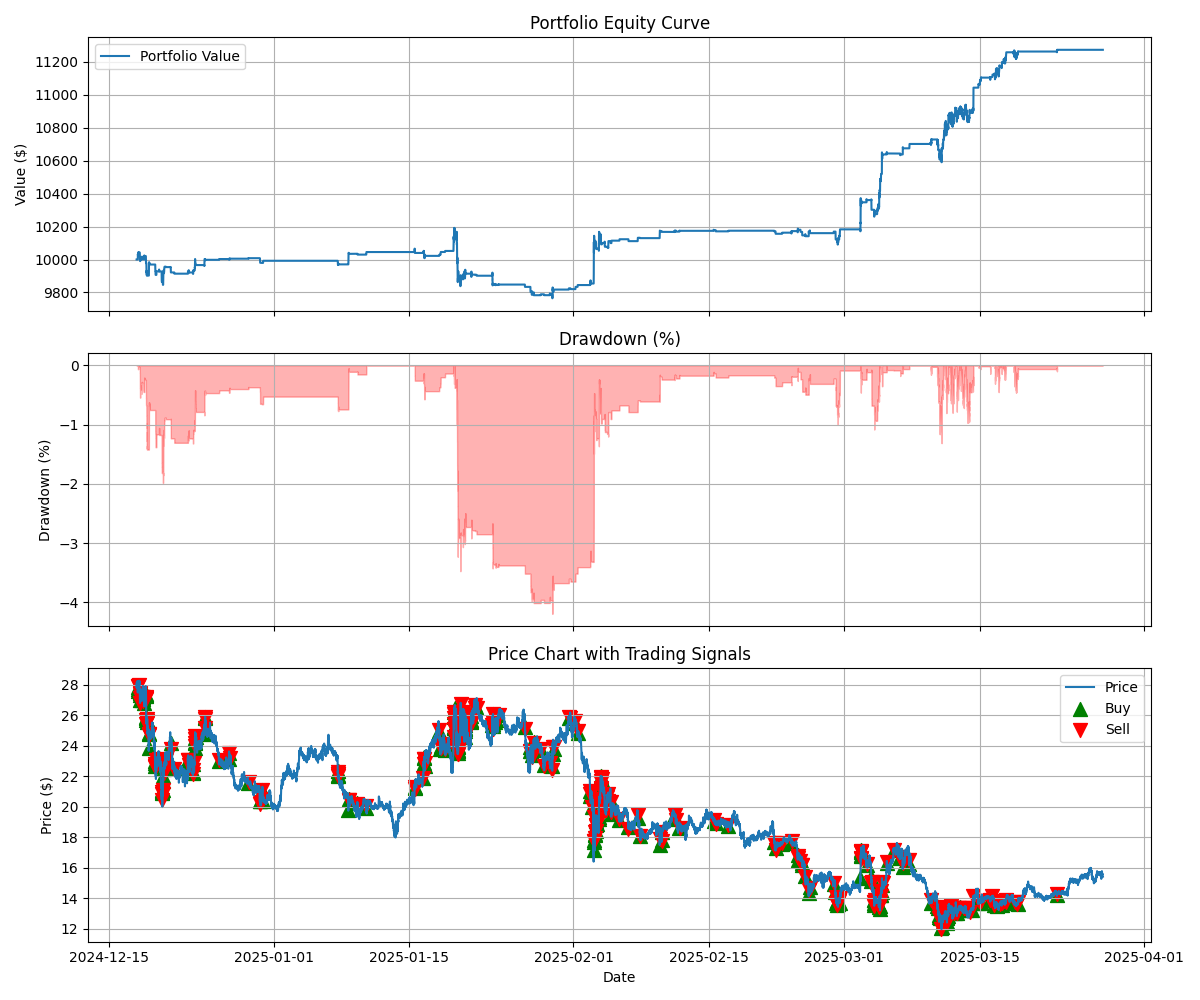 Portfolio Equity Curve
Portfolio Value
11200
11000
10800
10600
10400
10200
10000
9800
Value ($)
Drawdown (%)
0
−1
−2
−3
−4
Drawdown (%)
Price Chart with Trading Signals
Price
Buy
Sell
28
26
24
22
20
18
16
14
12
Price ($)
2024-12-15
2025-01-01
2025-01-15
2025-02-01
2025-02-15
2025-03-01
2025-03-15
2025-04-01
Date